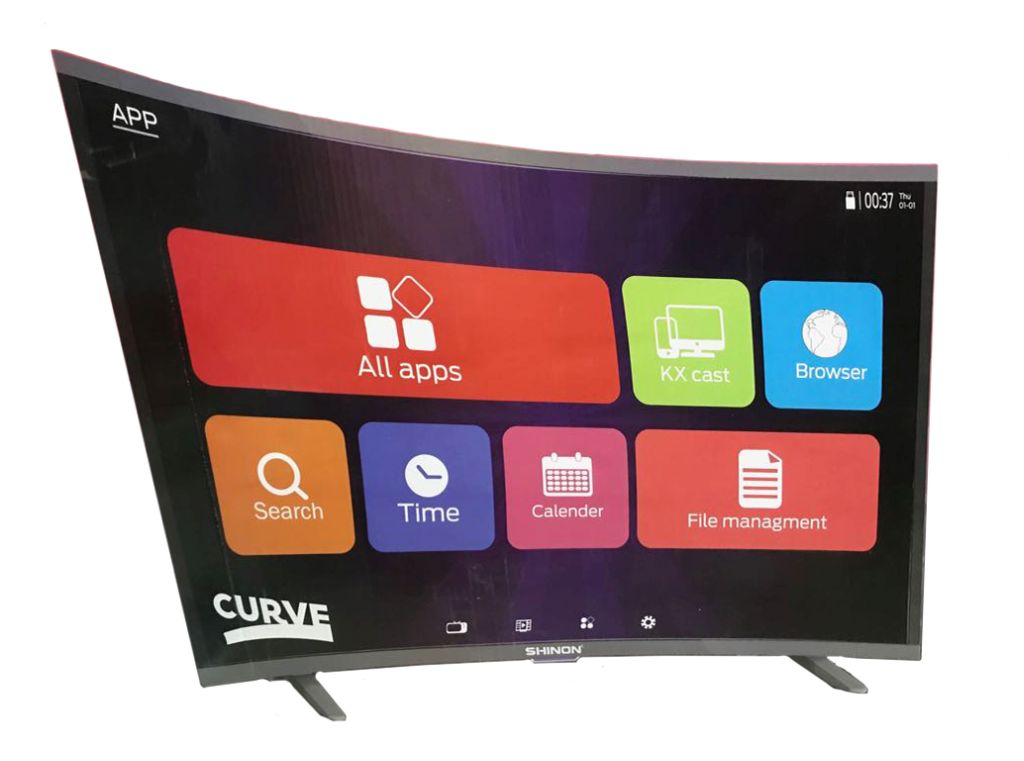 APP
00:37
Thu
01-01
All apps
KX cast
Browser
Search
Time
Calender
File managment
CURVE
SHINON